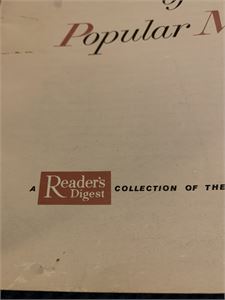 Popular M
A Reader's Digest COLLECTION OF THE